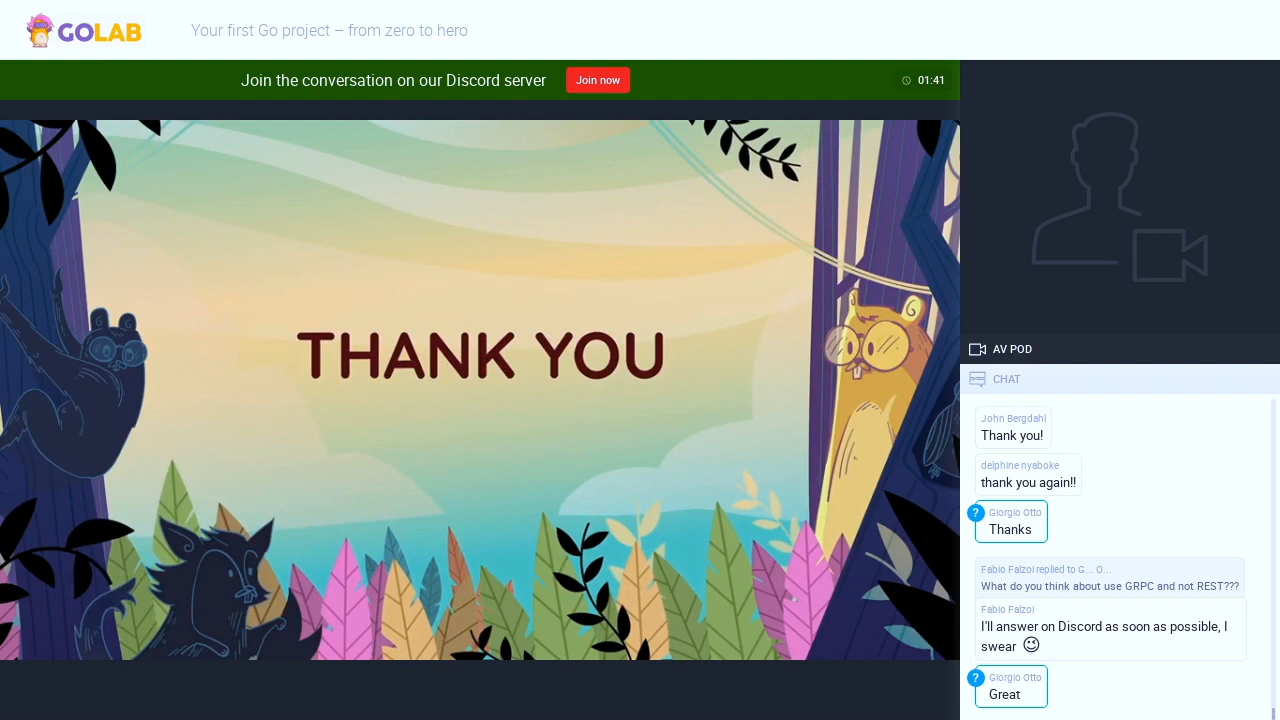 GOLAB
Your first Go project – from zero to hero
Join the conversation on our Discord server
Join now
01:41
THANK YOU
AV POD
CHAT
John Bergdahl
Thank you!
delphine nyaboke
thank you again!!
?
Giorgio Otto
Thanks
Fabio Falzoi replied to G... O...
What do you think about use GRPC and not REST???
Fabio Falzoi
I'll answer on Discord as soon as possible, I
swear 😉
?
Giorgio Otto
Great